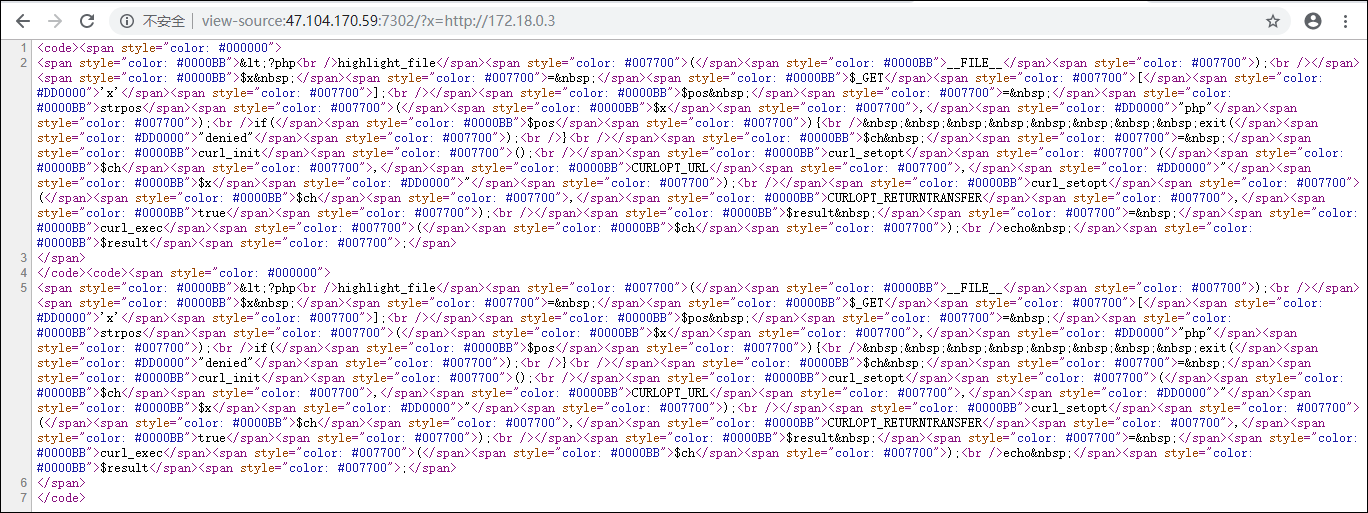 不安全 | view-source:47.104.170.59:7302/?x=http://172.18.0.3
1 <code><span style="color: #000000">
2 <span style="color: #0000BB">&lt;?php<br />highlight_file</span><span style="color: #007700">(</span><span style="color: #0000BB">__FILE__</span><span style="color: #007700">);<br /></span>
<span style="color: #0000BB">$x&nbsp;</span><span style="color: #007700">=&nbsp;</span><span style="color: #0000BB">$_GET</span><span style="color: #007700">[</span><span style="color:
#DD0000">'x'</span><span style="color: #007700">];<br /></span><span style="color: #0000BB">$pos&nbsp;</span><span style="color: #007700">=&nbsp;</span><span style="color:
#0000BB">strpos</span><span style="color: #007700">(</span><span style="color: #0000BB">$x</span><span style="color: #007700">,</span><span style="color: #DD0000">"php"</span><span
style="color: #007700">);<br />if(</span><span style="color: #0000BB">$pos</span><span style="color: #007700">){<br />&nbsp;&nbsp;&nbsp;&nbsp;&nbsp;&nbsp;&nbsp;&nbsp;exit(</span><span
style="color: #DD0000">"denied"</span><span style="color: #007700">);<br />}<br /></span><span style="color: #0000BB">$ch&nbsp;</span><span style="color: #007700">=&nbsp;</span><span
style="color: #0000BB">curl_init</span><span style="color: #007700">();<br /></span><span style="color: #0000BB">curl_setopt</span><span style="color: #007700">(</span><span style="color:
#0000BB">$ch</span><span style="color: #007700">,</span><span style="color: #0000BB">CURLOPT_URL</span><span style="color: #007700">,</span><span style="color: #DD0000">"</span><span
style="color: #0000BB">$x</span><span style="color: #DD0000">"</span><span style="color: #007700">);<br /></span><span style="color: #0000BB">curl_setopt</span><span style="color: #007700">
(</span><span style="color: #0000BB">$ch</span><span style="color: #007700">,</span><span style="color: #0000BB">CURLOPT_RETURNTRANSFER</span><span style="color: #007700">,</span><span
style="color: #0000BB">true</span><span style="color: #007700">);<br /></span><span style="color: #0000BB">$result&nbsp;</span><span style="color: #007700">=&nbsp;</span><span style="color:
#0000BB">curl_exec</span><span style="color: #007700">(</span><span style="color: #0000BB">$ch</span><span style="color: #007700">);<br />echo&nbsp;</span><span style="color:
#0000BB">$result</span><span style="color: #007700">;</span>
3 </span>
4 </code><code><span style="color: #000000">
5 <span style="color: #0000BB">&lt;?php<br />highlight_file</span><span style="color: #007700">(</span><span style="color: #0000BB">__FILE__</span><span style="color: #007700">);<br /></span>
<span style="color: #0000BB">$x&nbsp;</span><span style="color: #007700">=&nbsp;</span><span style="color: #0000BB">$_GET</span><span style="color: #007700">[</span><span style="color:
#DD0000">'x'</span><span style="color: #007700">];<br /></span><span style="color: #0000BB">$pos&nbsp;</span><span style="color: #007700">=&nbsp;</span><span style="color:
#0000BB">strpos</span><span style="color: #007700">(</span><span style="color: #0000BB">$x</span><span style="color: #007700">,</span><span style="color: #DD0000">"php"</span><span
style="color: #007700">);<br />if(</span><span style="color: #0000BB">$pos</span><span style="color: #007700">){<br />&nbsp;&nbsp;&nbsp;&nbsp;&nbsp;&nbsp;&nbsp;&nbsp;exit(</span><span
style="color: #DD0000">"denied"</span><span style="color: #007700">);<br />}<br /></span><span style="color: #0000BB">$ch&nbsp;</span><span style="color: #007700">=&nbsp;</span><span
style="color: #0000BB">curl_init</span><span style="color: #007700">();<br /></span><span style="color: #0000BB">curl_setopt</span><span style="color: #007700">(</span><span style="color:
#0000BB">$ch</span><span style="color: #007700">,</span><span style="color: #0000BB">CURLOPT_URL</span><span style="color: #007700">,</span><span style="color: #DD0000">"</span><span
style="color: #0000BB">$x</span><span style="color: #DD0000">"</span><span style="color: #007700">);<br /></span><span style="color: #0000BB">curl_setopt</span><span style="color: #007700">
(</span><span style="color: #0000BB">$ch</span><span style="color: #007700">,</span><span style="color: #0000BB">CURLOPT_RETURNTRANSFER</span><span style="color: #007700">,</span><span
style="color: #0000BB">true</span><span style="color: #007700">);<br /></span><span style="color: #0000BB">$result&nbsp;</span><span style="color: #007700">=&nbsp;</span><span style="color:
#0000BB">curl_exec</span><span style="color: #007700">(</span><span style="color: #0000BB">$ch</span><span style="color: #007700">);<br />echo&nbsp;</span><span style="color:
#0000BB">$result</span><span style="color: #007700">;</span>
6 </span>
7 </code>